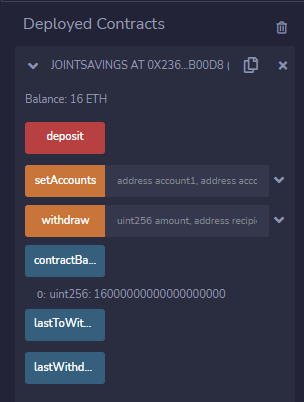 Deployed Contracts
JOINTSAVINGS AT 0X236...B00D8 (
Balance: 16 ETH
deposit
setAccounts address account1, address acco
withdraw uint256 amount, address recipi
contractBa...
0: uint256: 16000000000000000000
lastToWit...
lastWithd...